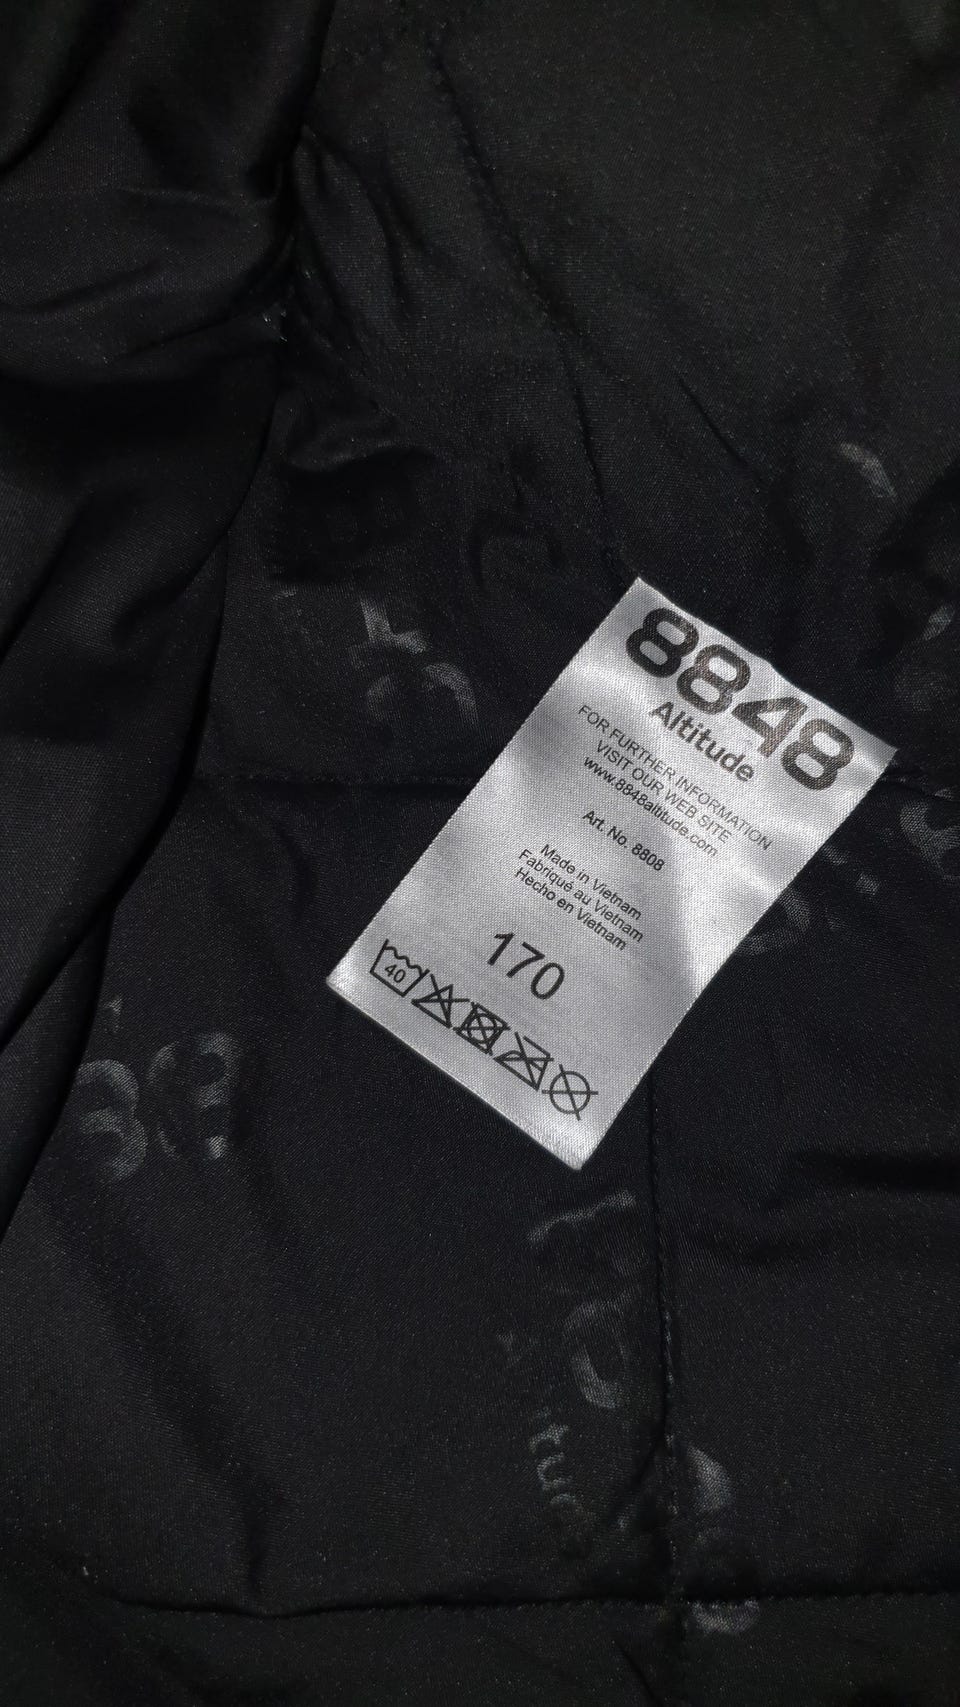 8848
Altitude
FOR FURTHER INFORMATION
VISIT OUR WEB SITE
www.8848altitude.com
Art. No. 8808
Made in Vietnam
Fabriqué au Vietnam
Hecho en Vietnam
170
40